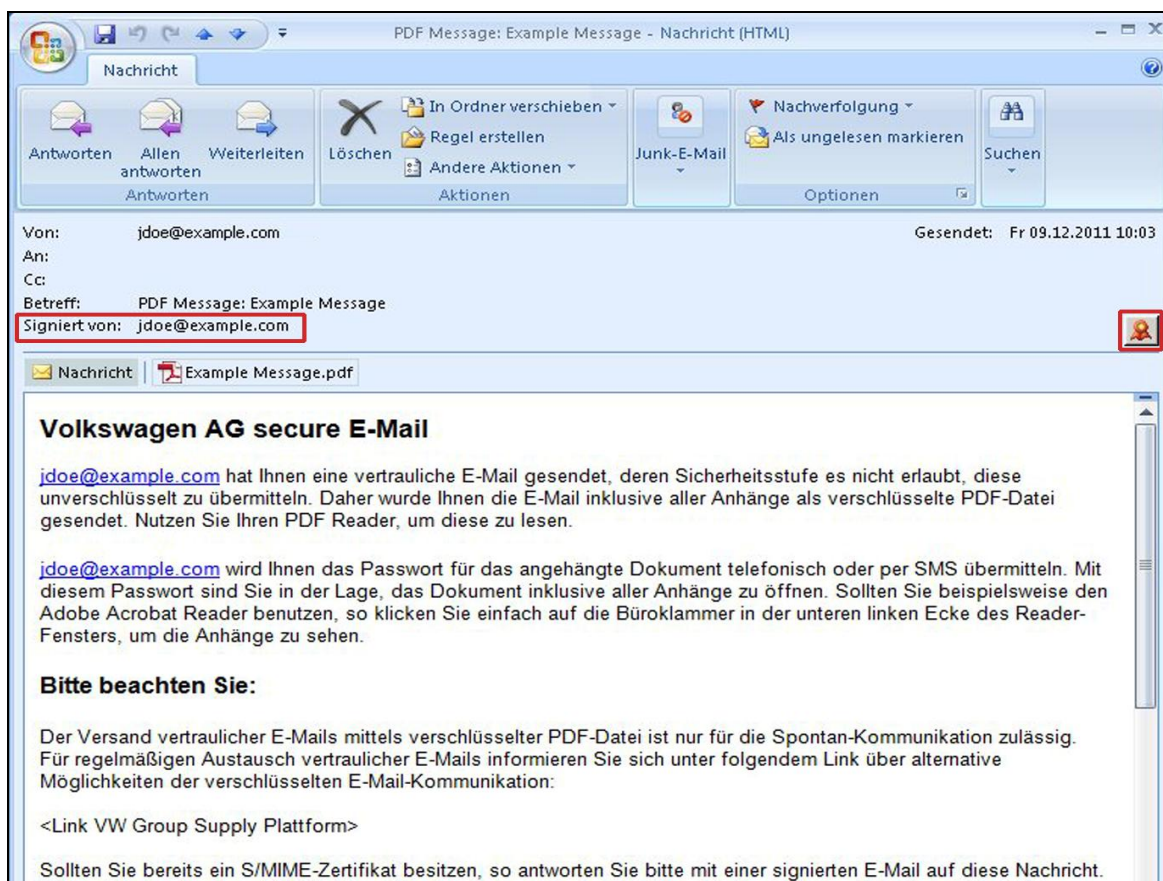 PDF Message: Example Message - Nachricht (HTML)
Nachricht
Antworten
Allen antworten
Weiterleiten
Löschen
In Ordner verschieben
Regel erstellen
Andere Aktionen
Junk-E-Mail
Nachverfolgung
Als ungelesen markieren
Suchen
Antworten
Aktionen
Optionen
Von: jdoe@example.com Gesendet: Fr 09.12.2011 10:03
An:
Cc:
Betreff: PDF Message: Example Message
Signiert von: jdoe@example.com
Nachricht Example Message.pdf
Volkswagen AG secure E-Mail
jdoe@example.com hat Ihnen eine vertrauliche E-Mail gesendet, deren Sicherheitsstufe es nicht erlaubt, diese
unverschlüsselt zu übermitteln. Daher wurde Ihnen die E-Mail inklusive aller Anhänge als verschlüsselte PDF-Datei
gesendet. Nutzen Sie Ihren PDF Reader, um diese zu lesen.
jdoe@example.com wird Ihnen das Passwort für das angehängte Dokument telefonisch oder per SMS übermitteln. Mit
diesem Passwort sind Sie in der Lage, das Dokument inklusive aller Anhänge zu öffnen. Sollten Sie beispielsweise den
Adobe Acrobat Reader benutzen, so klicken Sie einfach auf die Büroklammer in der unteren linken Ecke des Reader-
Fensters, um die Anhänge zu sehen.
Bitte beachten Sie:
Der Versand vertraulicher E-Mails mittels verschlüsselter PDF-Datei ist nur für die Spontan-Kommunikation zulässig.
Für regelmäßigen Austausch vertraulicher E-Mails informieren Sie sich unter folgendem Link über alternative
Möglichkeiten der verschlüsselten E-Mail-Kommunikation:
<Link VW Group Supply Plattform>
Sollten Sie bereits ein S/MIME-Zertifikat besitzen, so antworten Sie bitte mit einer signierten E-Mail auf diese Nachricht.